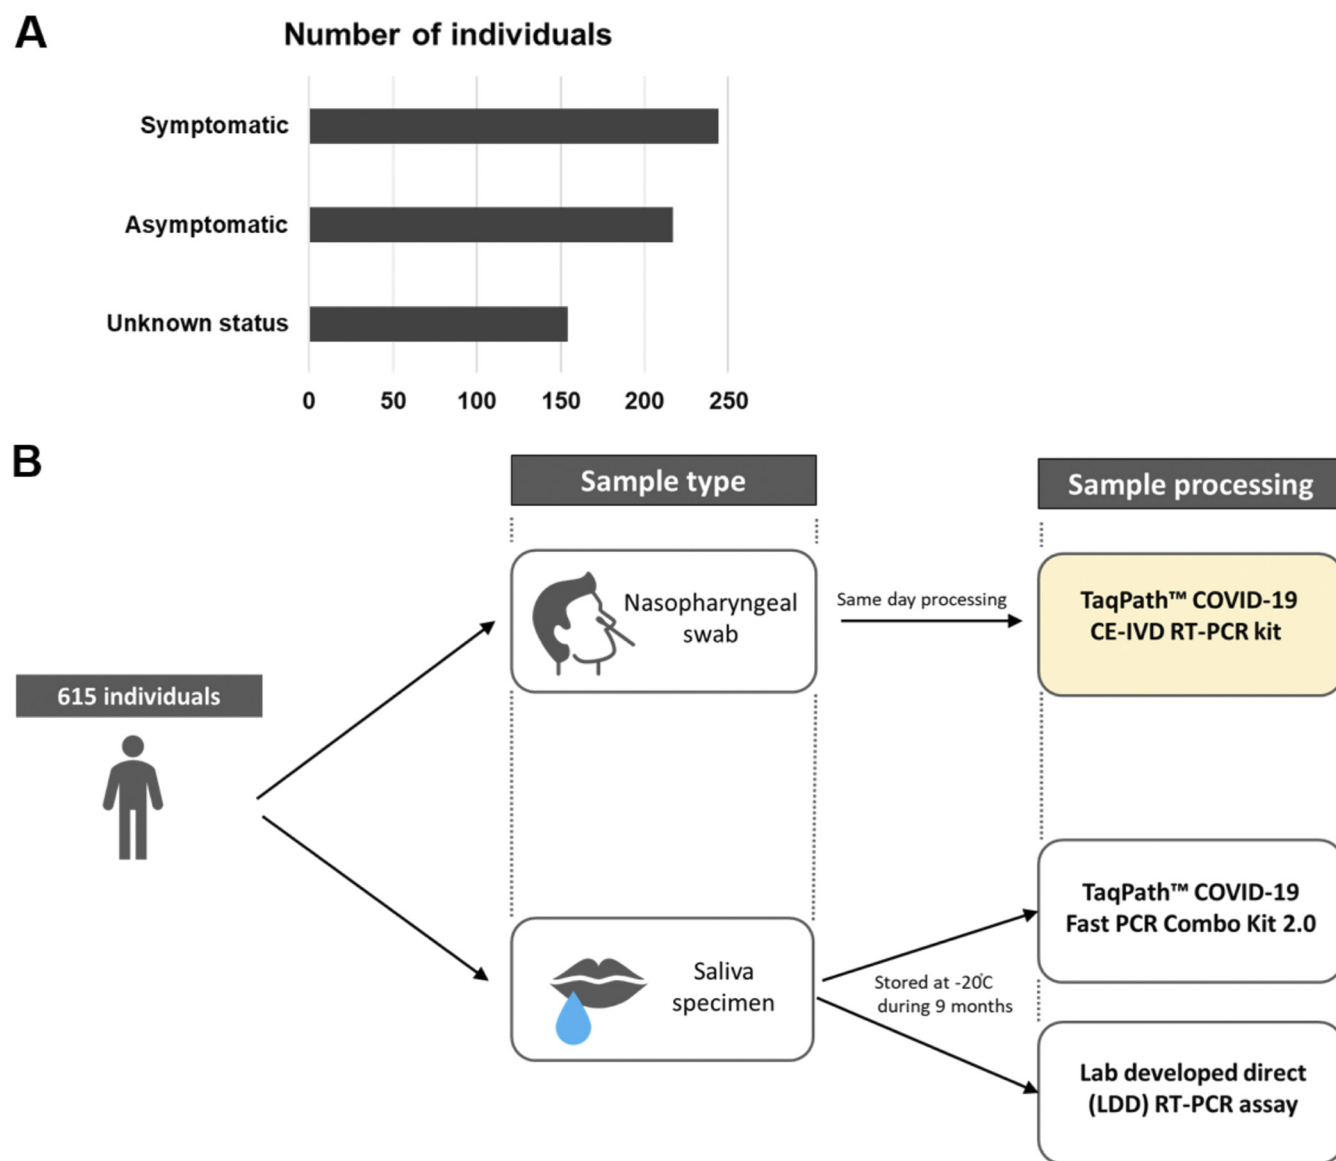 A
Number of individuals
Symptomatic
Asymptomatic
Unknown status
0 50 100 150 200 250
B
Sample type
Sample processing
Nasopharyngeal
swab
Same day processing
TaqPath™ COVID-19
CE-IVD RT-PCR kit
615 individuals
TaqPath™ COVID-19
Fast PCR Combo Kit 2.0
Saliva
specimen
Stored at -20°C
during 9 months
Lab developed direct
(LDD) RT-PCR assay